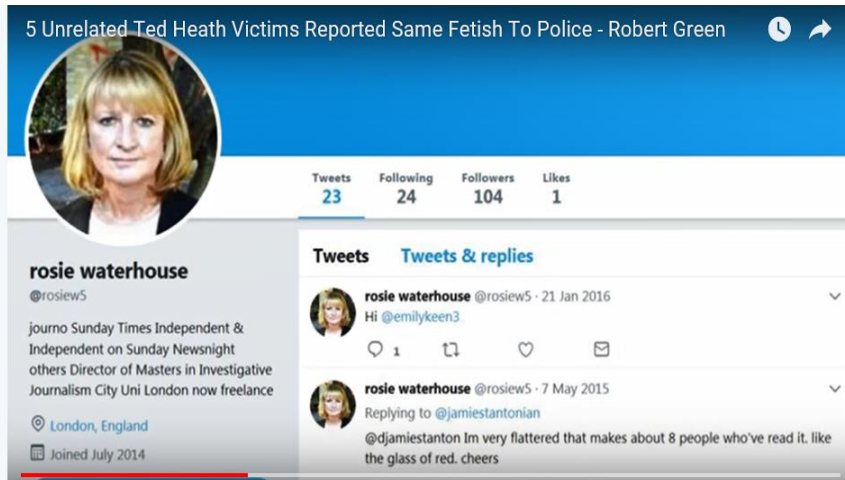 5 Unrelated Ted Heath Victims Reported Same Fetish To Police - Robert Green
Tweets Following Followers Likes
23 24 104 1
rosie waterhouse
@rosiew5
journo Sunday Times Independent &
Independent on Sunday Newsnight
others Director of Masters in Investigative
Journalism City Uni London now freelance
London, England
Joined July 2014
Tweets Tweets & replies
rosie waterhouse @rosiew5 · 21 Jan 2016
Hi @emilykeen3
1
rosie waterhouse @rosiew5 · 7 May 2015
Replying to @jamiestantonian
@djamiestanton Im very flattered that makes about 8 people who've read it. like
the glass of red. cheers